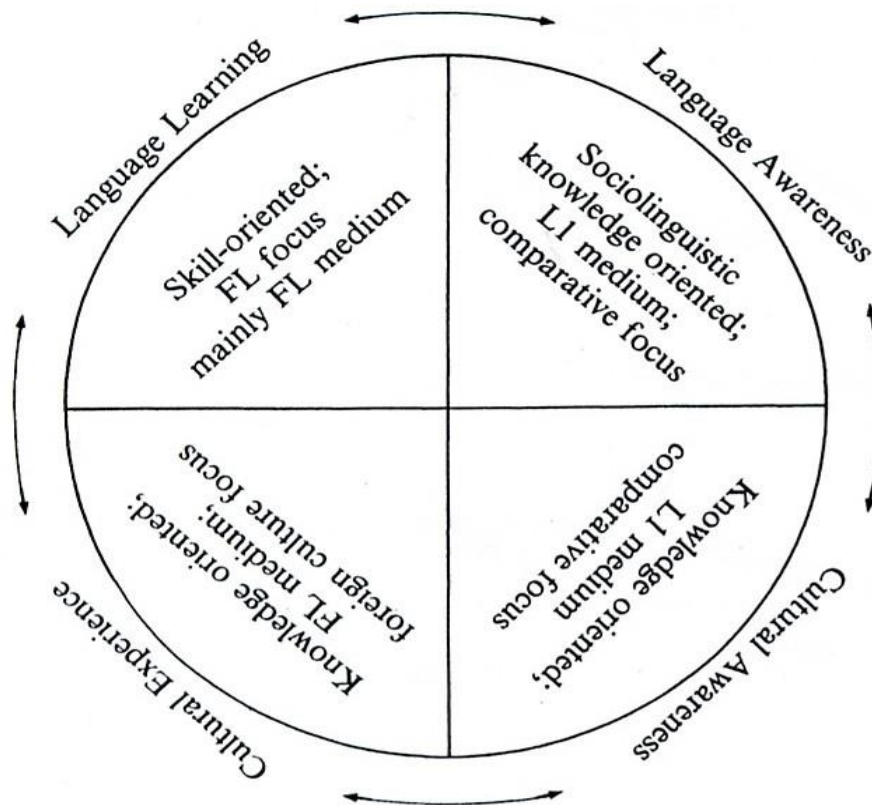 Language Learning
Skill-oriented;
FL focus
mainly FL medium
Language Awareness
Sociolinguistic
knowledge oriented;
L1 medium;
comparative focus
Cultural Awareness
Knowledge oriented;
L1 medium
comparative focus
Cultural Experience
Knowledge oriented;
FL medium;
foreign culture focus